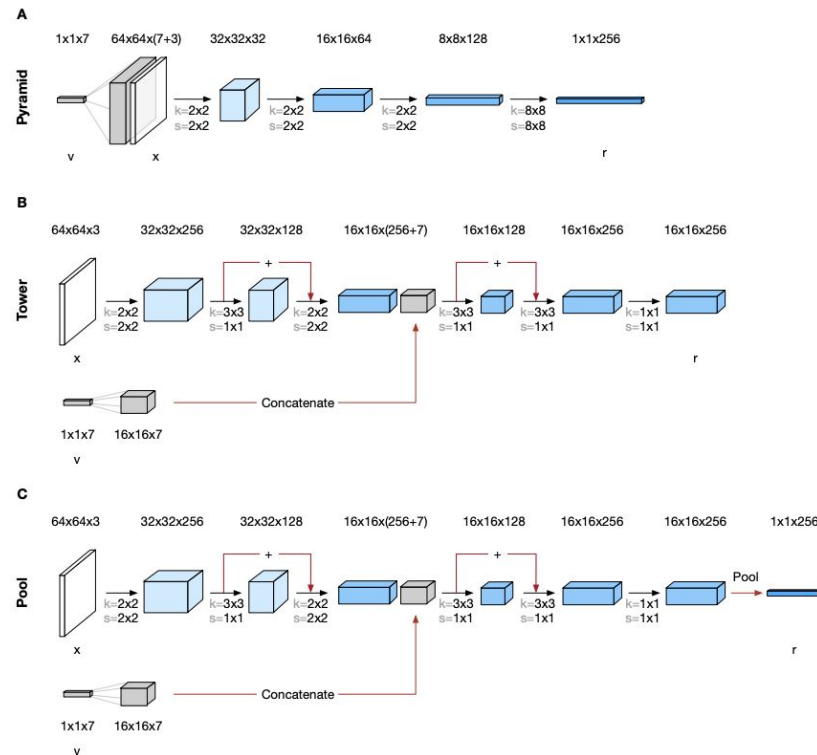 A
Pyramid
1x1x7 64x64x(7+3) 32x32x32 16x16x64 8x8x128 1x1x256
k=2x2 k=2x2 k=2x2 k=8x8
s=2x2 s=2x2 s=2x2 s=8x8
v x r
B
Tower
64x64x3 32x32x256 32x32x128 16x16x(256+7) 16x16x128 16x16x256 16x16x256
+ +
k=2x2 k=3x3 k=2x2 k=3x3 k=3x3 k=1x1
s=2x2 s=1x1 s=2x2 s=1x1 s=1x1 s=1x1
x r
Concatenate
1x1x7 16x16x7
v
C
Pool
64x64x3 32x32x256 32x32x128 16x16x(256+7) 16x16x128 16x16x256 16x16x256 1x1x256
+ +
Pool
k=2x2 k=3x3 k=2x2 k=3x3 k=3x3 k=1x1
s=2x2 s=1x1 s=2x2 s=1x1 s=1x1 s=1x1
x r
Concatenate
1x1x7 16x16x7
v